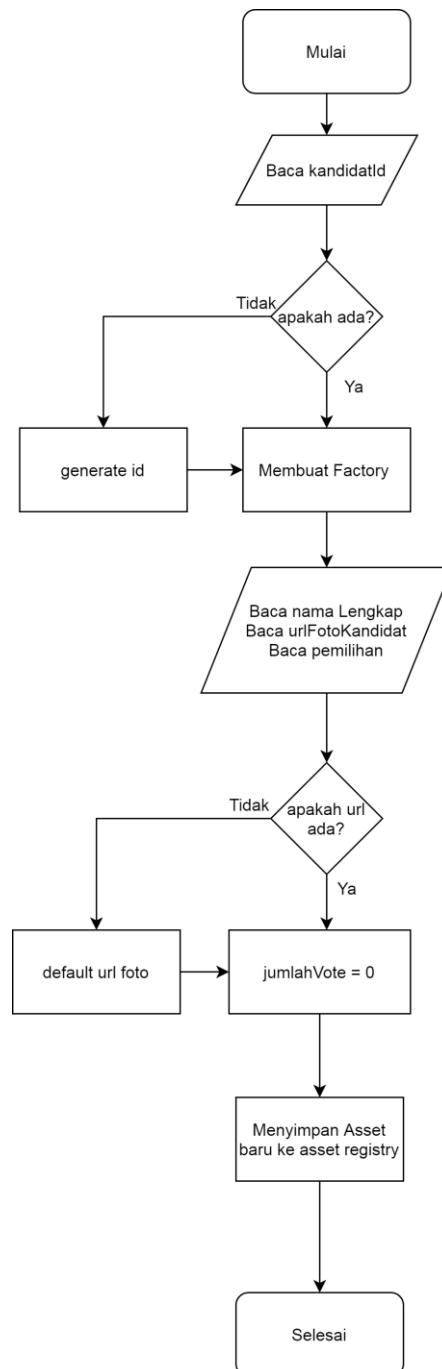 Mulai
Baca kandidatId
Tidak
apakah ada?
Ya
generate id
Membuat Factory
Baca nama Lengkap
Baca urlFotoKandidat
Baca pemilihan
Tidak
apakah url
ada?
Ya
default url foto
jumlahVote = 0
Menyimpan Asset
baru ke asset registry
Selesai